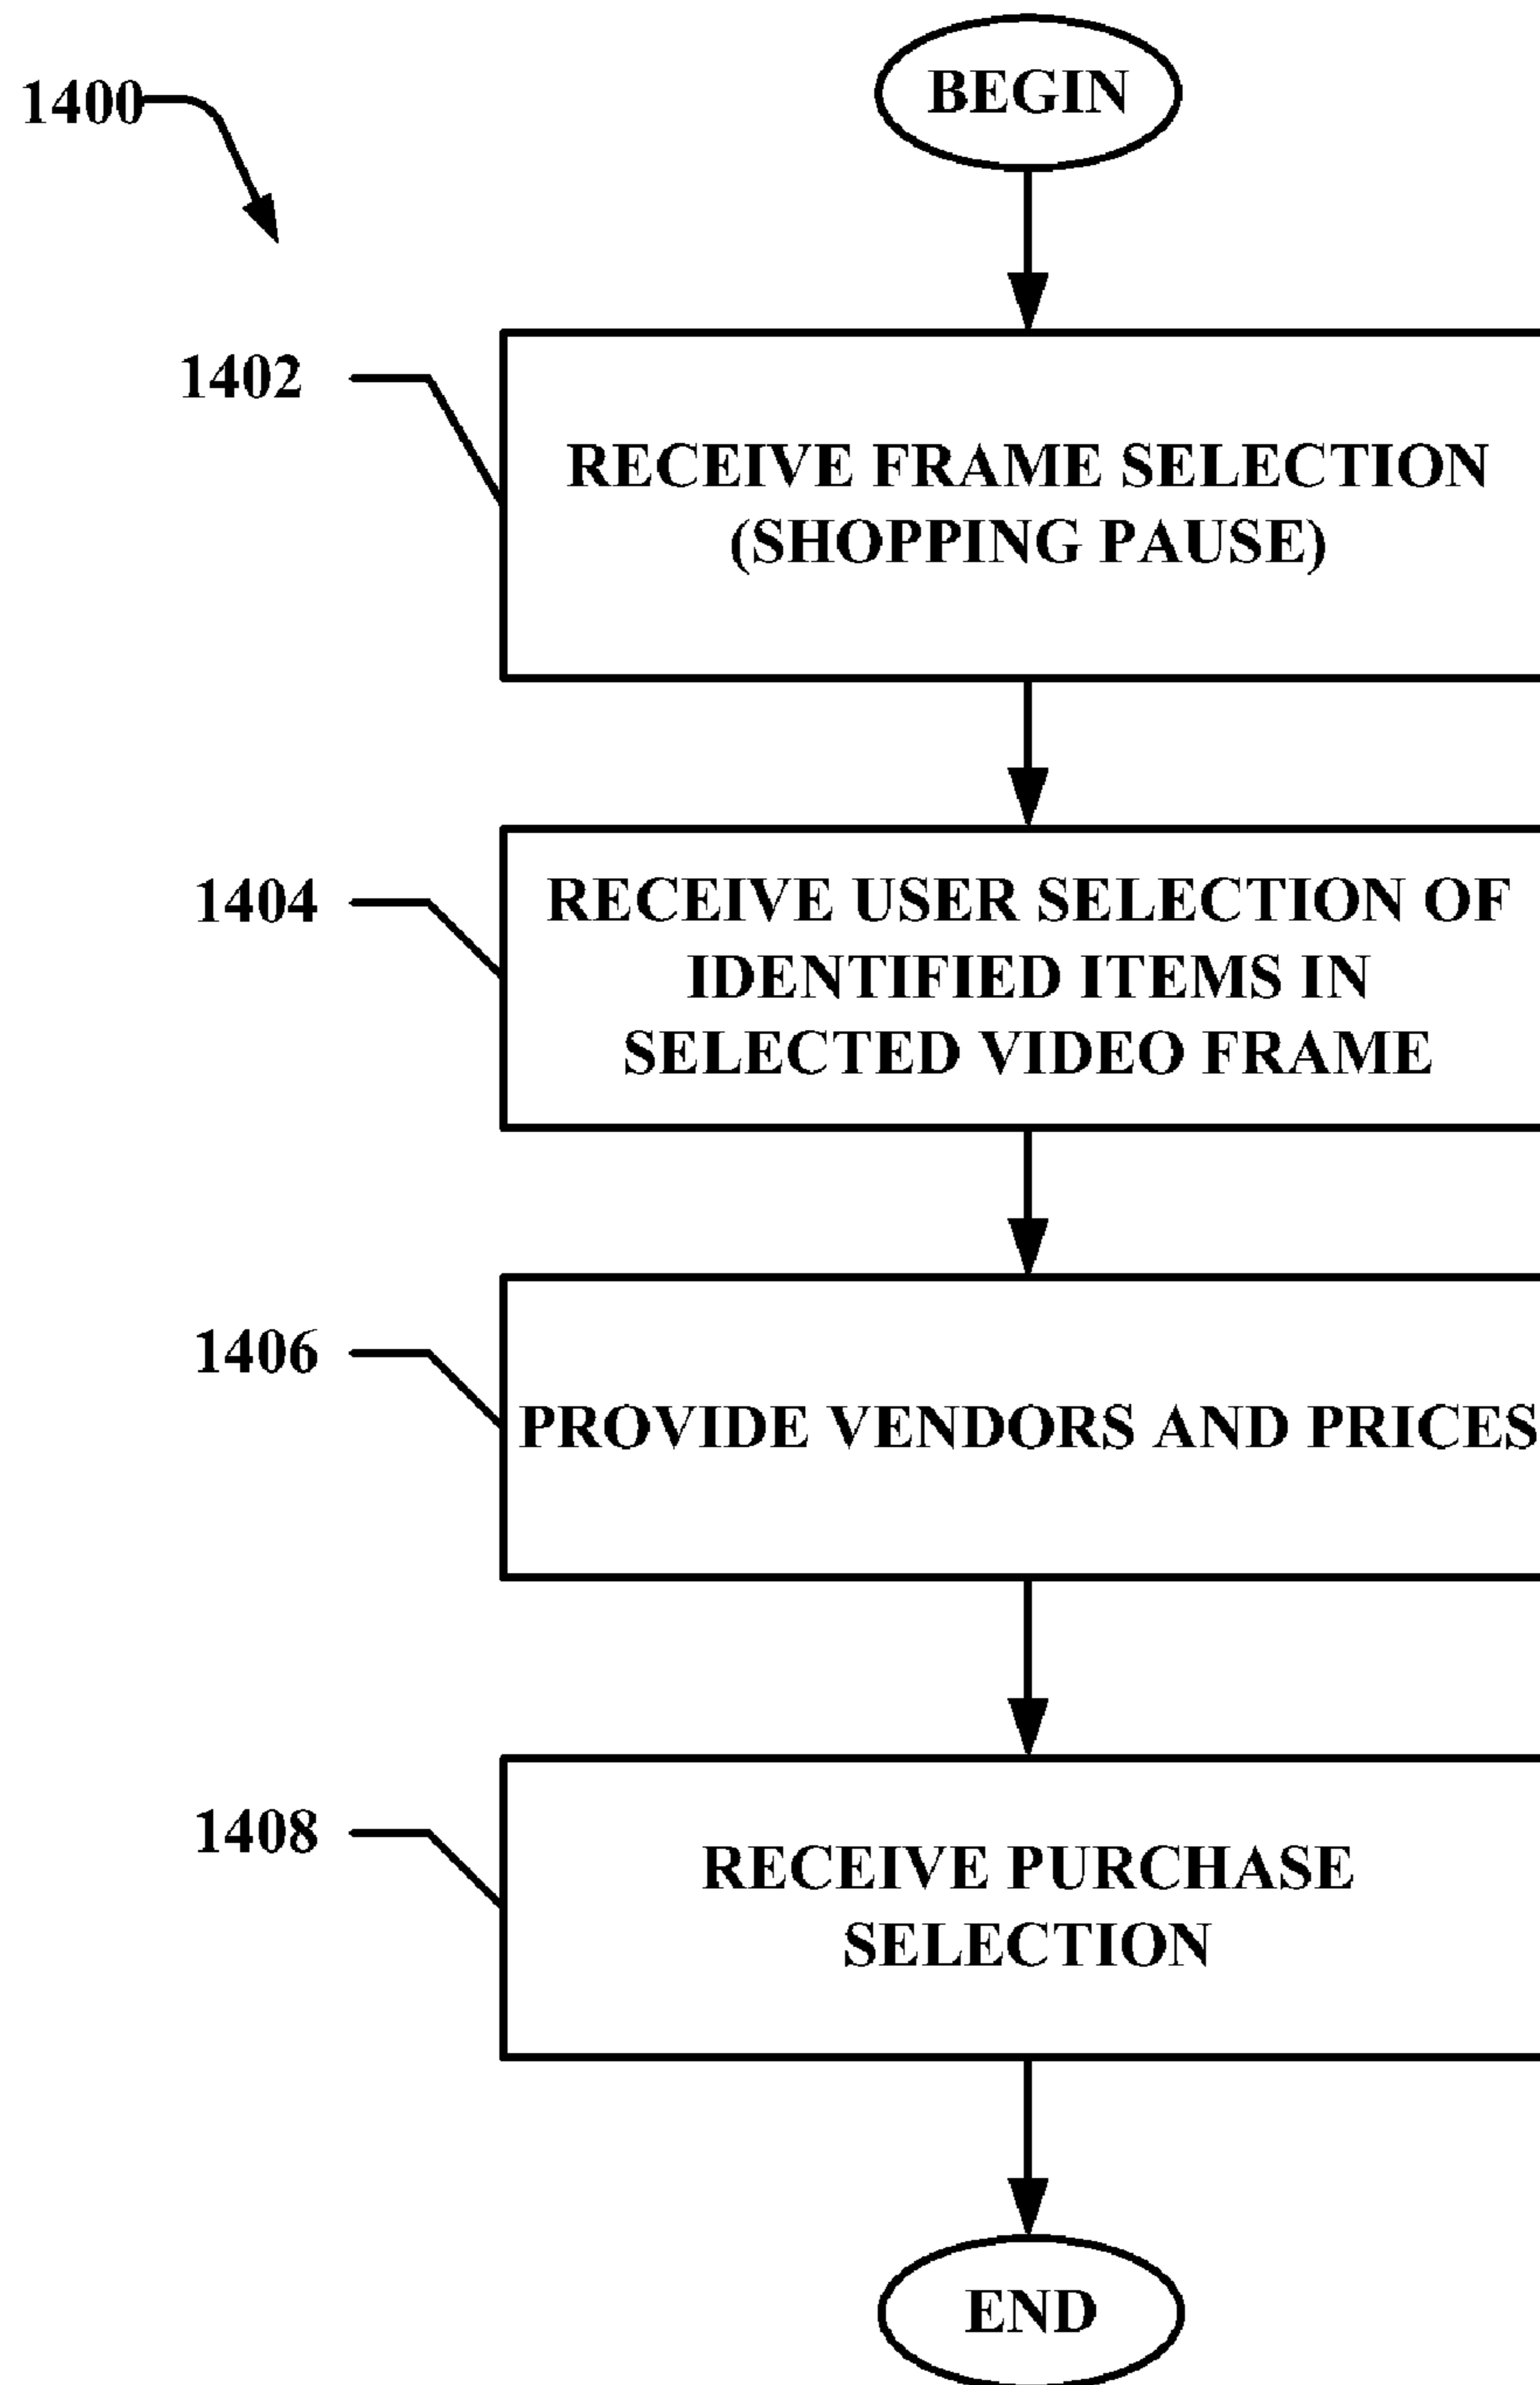 1400
BEGIN
1402
RECEIVE FRAME SELECTION
(SHOPPING PAUSE)
1404
RECEIVE USER SELECTION OF
IDENTIFIED ITEMS IN
SELECTED VIDEO FRAME
1406
PROVIDE VENDORS AND PRICES
1408
RECEIVE PURCHASE
SELECTION
END